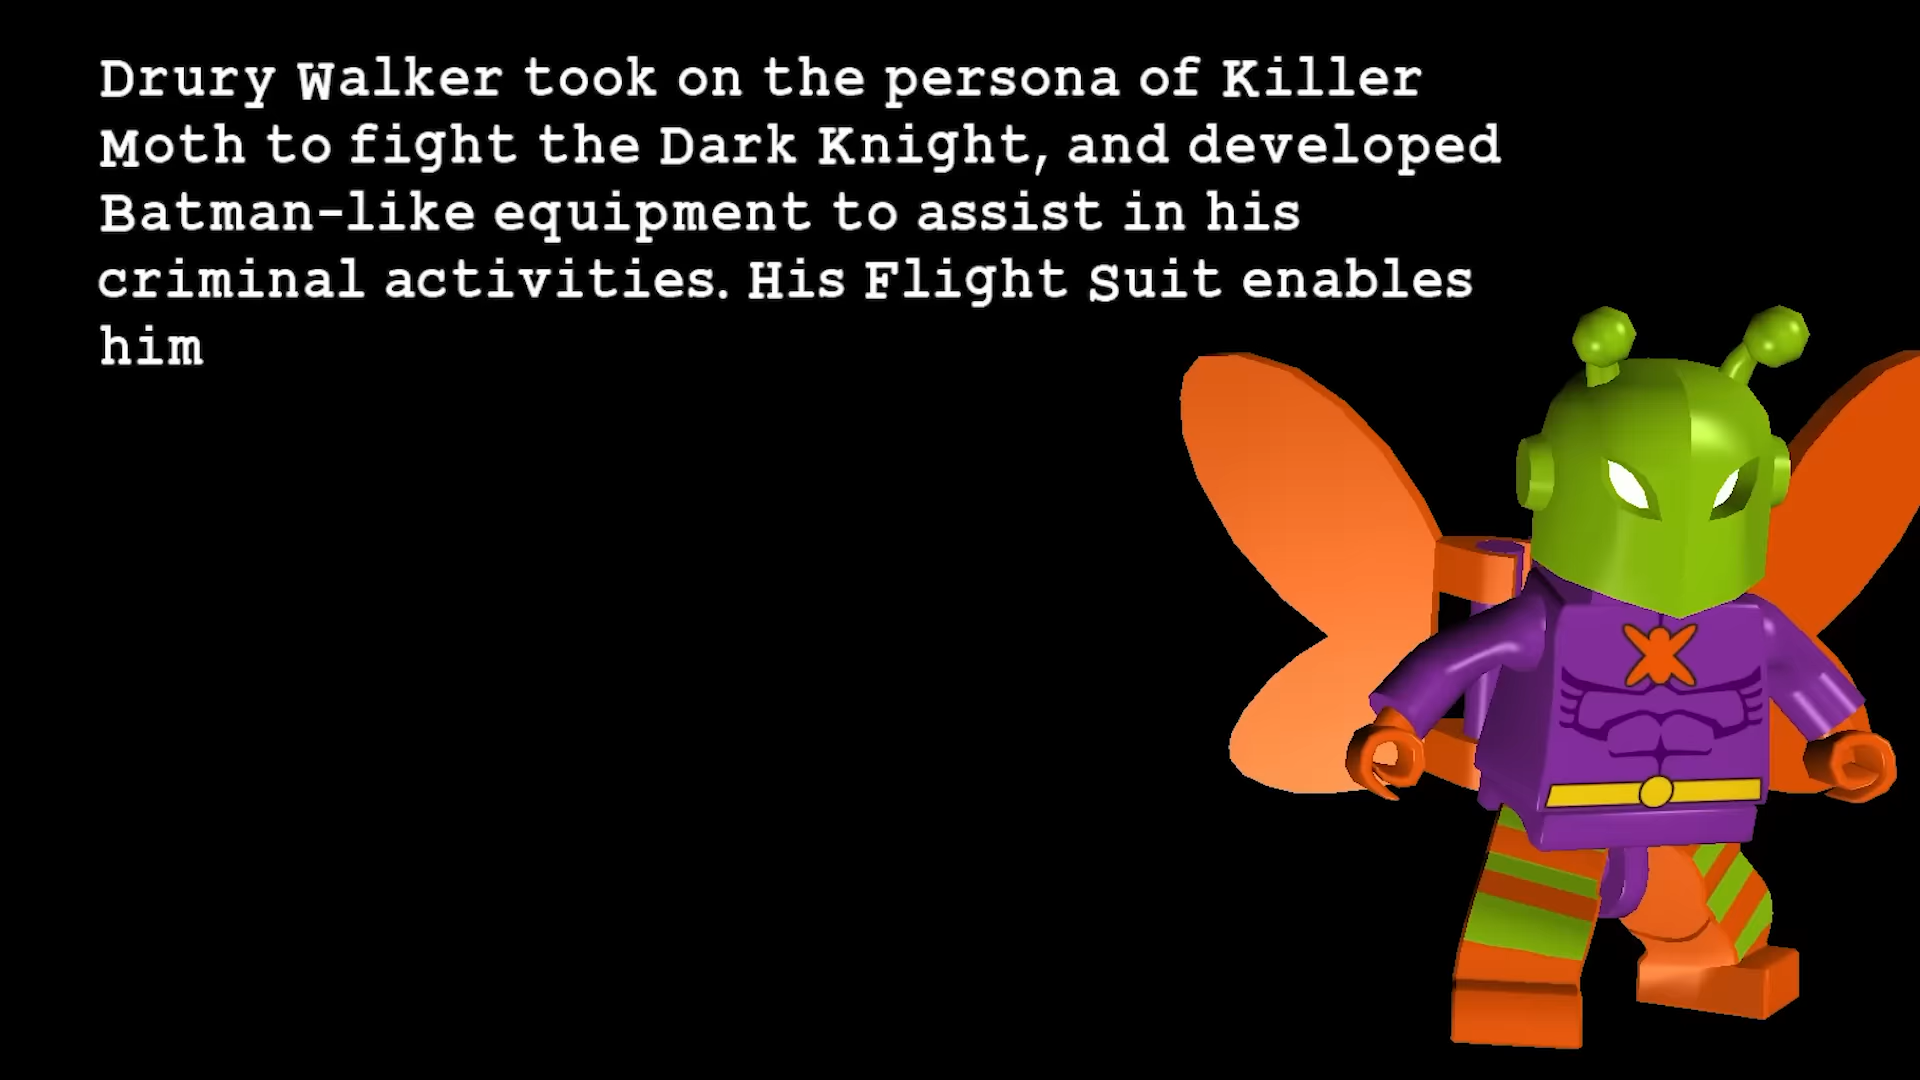 Drury Walker took on the persona of Killer
Moth to fight the Dark Knight, and developed
Batman-like equipment to assist in his
criminal activities. His Flight Suit enables
him